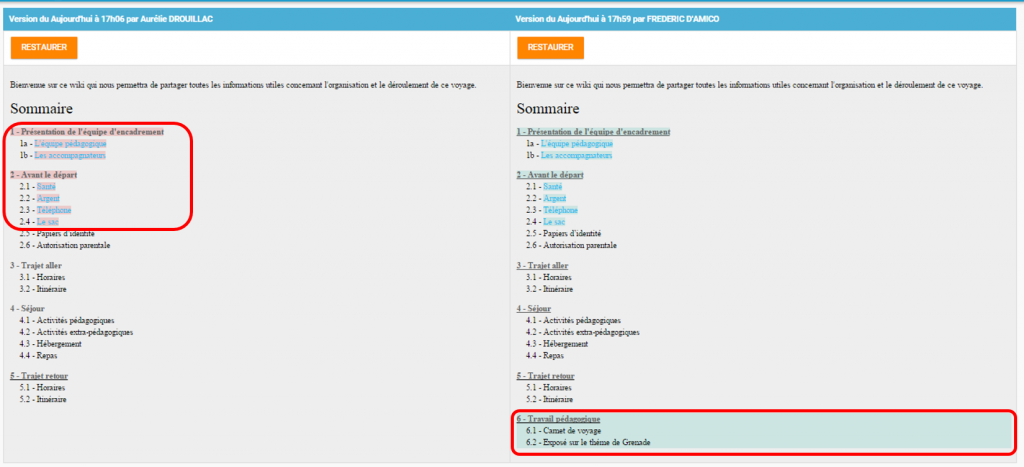 Version du Aujourd'hui à 17h06 par Aurélie DROUILLAC
RESTAURER
Bienvenue sur ce wiki qui nous permettra de partager toutes les informations utiles concernant l'organisation et le déroulement de ce voyage.
Sommaire
1 - Présentation de l'équipe d'encadrement
1a - L'équipe pédagogique
1b - Les accompagnateurs
2 - Avant le départ
2.1 - Santé
2.2 - Argent
2.3 - Téléphone
2.4 - Le sac
2.5 - Papiers d'identité
2.6 - Autorisation parentale
3 - Trajet aller
3.1 - Horaires
3.2 - Itinéraire
4 - Séjour
4.1 - Activités pédagogiques
4.2 - Activités extra-pédagogiques
4.3 - Hébergement
4.4 - Repas
5 - Trajet retour
5.1 - Horaires
5.2 - Itinéraire
Version du Aujourd'hui à 17h59 par FREDERIC D'AMICO
RESTAURER
Bienvenue sur ce wiki qui nous permettra de partager toutes les informations utiles concernant l'organisation et le déroulement de ce voyage.
Sommaire
1 - Présentation de l'équipe d'encadrement
1a - L'équipe pédagogique
1b - Les accompagnateurs
2 - Avant le départ
2.1 - Santé
2.2 - Argent
2.3 - Téléphone
2.4 - Le sac
2.5 - Papiers d'identité
2.6 - Autorisation parentale
3 - Trajet aller
3.1 - Horaires
3.2 - Itinéraire
4 - Séjour
4.1 - Activités pédagogiques
4.2 - Activités extra-pédagogiques
4.3 - Hébergement
4.4 - Repas
5 - Trajet retour
5.1 - Horaires
5.2 - Itinéraire
6 - Travail pédagogique
6.1 - Carnet de voyage
6.2 - Exposé sur le thème de Grenade